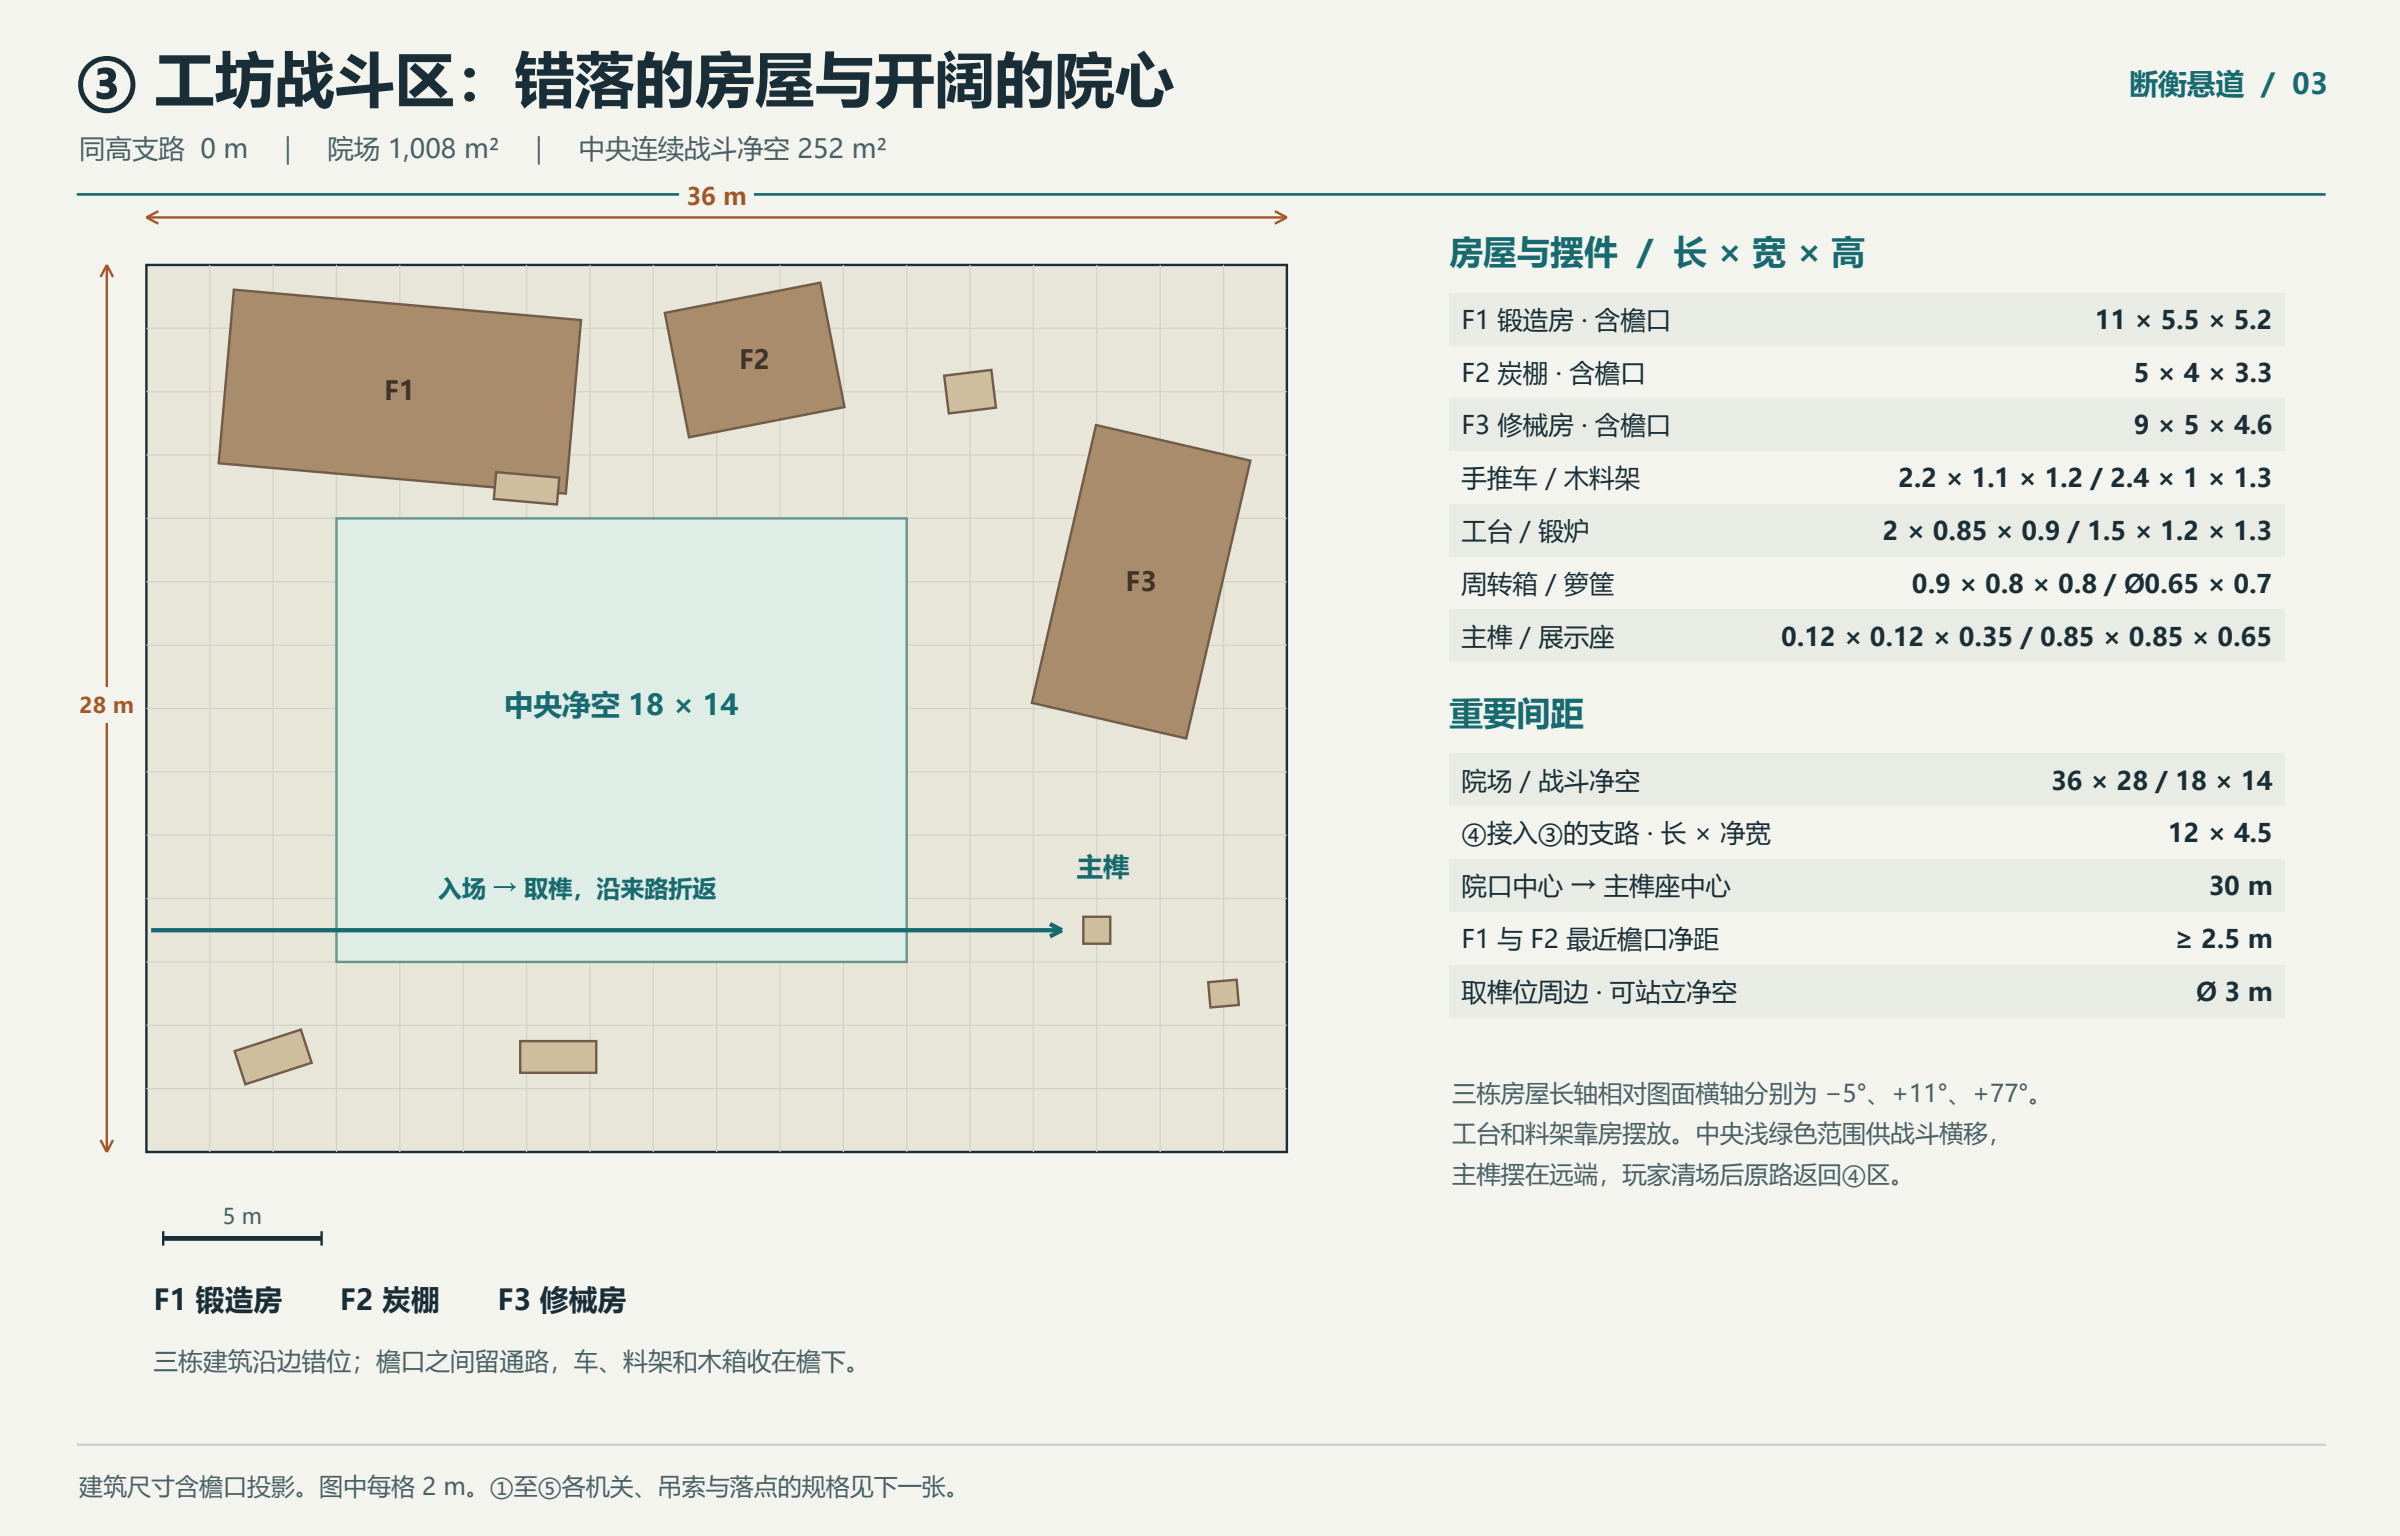 ③ 工坊战斗区：错落的房屋与开阔的院心
断衡悬道 / 03
同高支路 0 m | 院场 1,008 m² | 中央连续战斗净空 252 m²
36 m
28 m
F1
F2
F3
中央净空 18 × 14
入场 → 取榫，沿来路折返
主榫
5 m
F1 锻造房 F2 炭棚 F3 修械房
三栋建筑沿边错位；檐口之间留通路，车、料架和木箱收在檐下。
房屋与摆件 / 长 × 宽 × 高
F1 锻造房 · 含檐口 11 × 5.5 × 5.2
F2 炭棚 · 含檐口 5 × 4 × 3.3
F3 修械房 · 含檐口 9 × 5 × 4.6
手推车 / 木料架 2.2 × 1.1 × 1.2 / 2.4 × 1 × 1.3
工台 / 锻炉 2 × 0.85 × 0.9 / 1.5 × 1.2 × 1.3
周转箱 / 箩筐 0.9 × 0.8 × 0.8 / Ø0.65 × 0.7
主榫 / 展示座 0.12 × 0.12 × 0.35 / 0.85 × 0.85 × 0.65
重要间距
院场 / 战斗净空 36 × 28 / 18 × 14
④接入③的支路 · 长 × 净宽 12 × 4.5
院口中心 → 主榫座中心 30 m
F1 与 F2 最近檐口净距 ≥ 2.5 m
取榫位周边 · 可站立净空 Ø 3 m
三栋房屋长轴相对图面横轴分别为 −5°、+11°、+77°。
工台和料架靠房摆放。中央浅绿色范围供战斗横移，
主榫摆在远端，玩家清场后原路返回④区。
建筑尺寸含檐口投影。图中每格 2 m。①至⑤各机关、吊索与落点的规格见下一张。